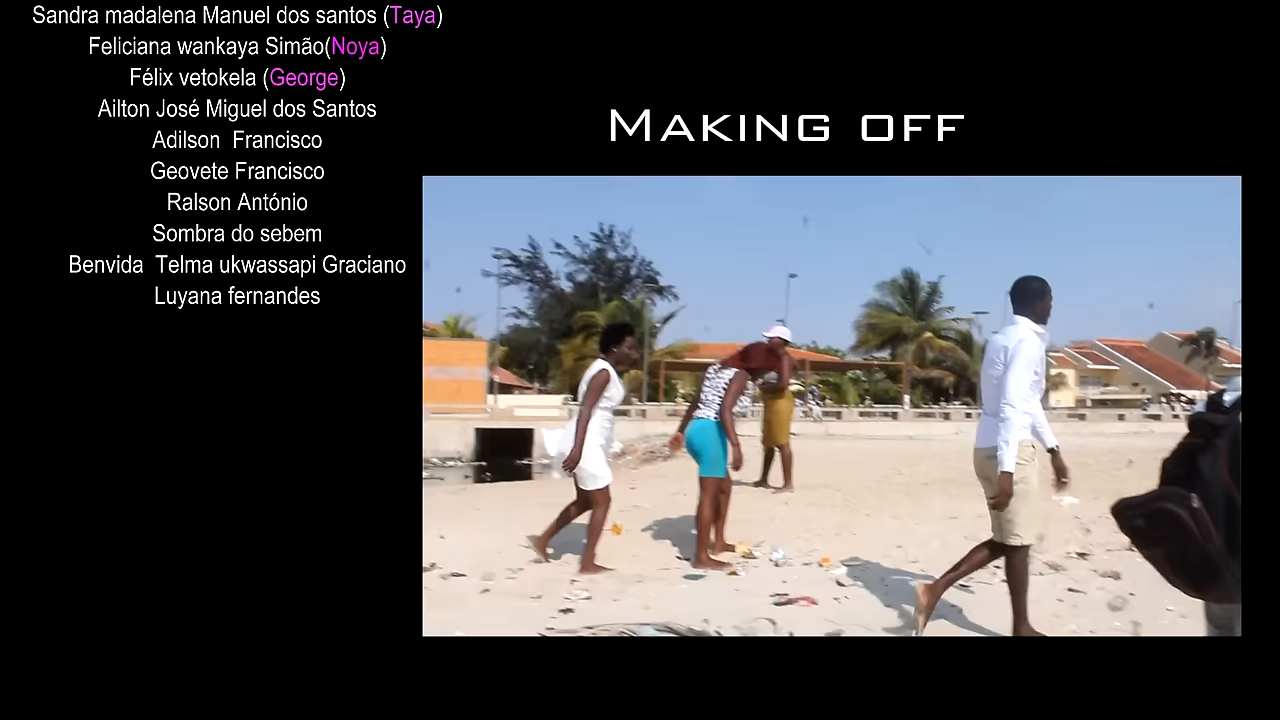 Sandra madalena Manuel dos santos (Taya)
Feliciana wankaya Simão(Noya)
Félix vetokela (George)
Ailton José Miguel dos Santos
Adilson  Francisco
Geovete Francisco
Ralson António
Sombra do sebem
Benvida  Telma ukwassapi Graciano
Luyana fernandes
Making off